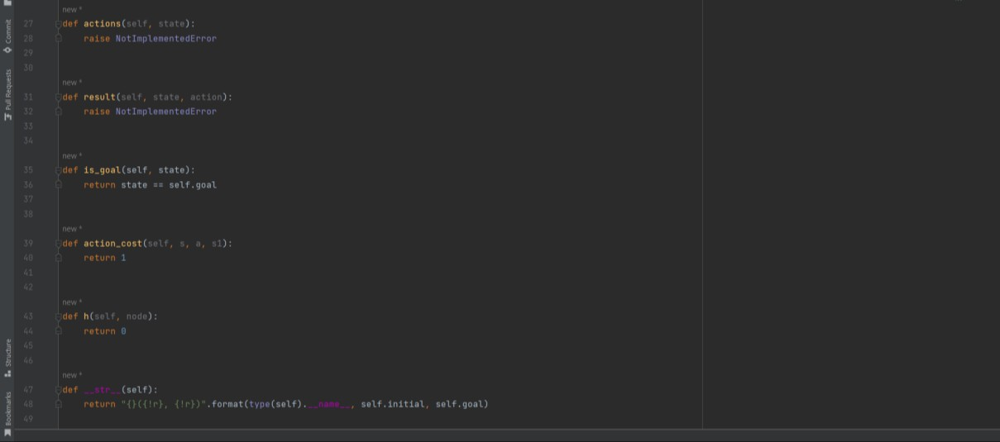 Commit
Pull Requests
Structure
Bookmarks
new *
27 def actions(self, state):
28 raise NotImplementedError
29
30
new *
31 def result(self, state, action):
32 raise NotImplementedError
33
34
new *
35 def is_goal(self, state):
36 return state == self.goal
37
38
new *
39 def action_cost(self, s, a, s1):
40 return 1
41
42
new *
43 def h(self, node):
44 return 0
45
46
new *
47 def __str__(self):
48 return "{}({!r}, {!r})".format(type(self).__name__, self.initial, self.goal)
49